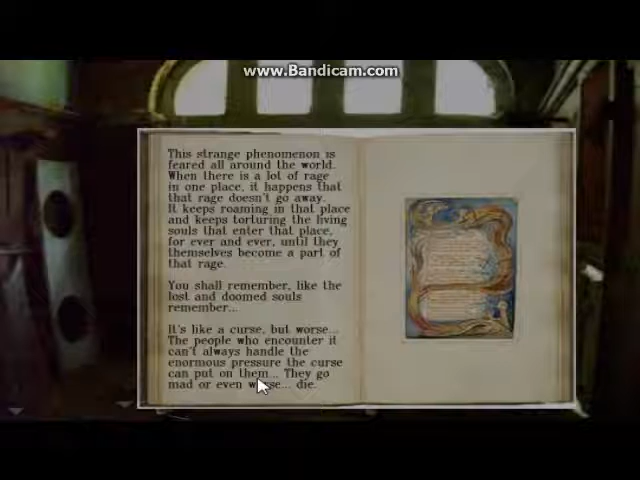 www.Bandicam.com
This strange phenomenon is
feared all around the world.
When there is a lot of rage
in one place, it happens that
that rage doesn't go away.
It keeps roaming in that place
and keeps torturing the living
souls that enter that place,
for ever and ever, until they
themselves become a part of
that rage.
You shall remember, like the
lost and doomed souls
remember...
It's like a curse, but worse...
The people who encounter it
can't always handle the
enormous pressure the curse
can put on them... They go
mad or even worse... die.